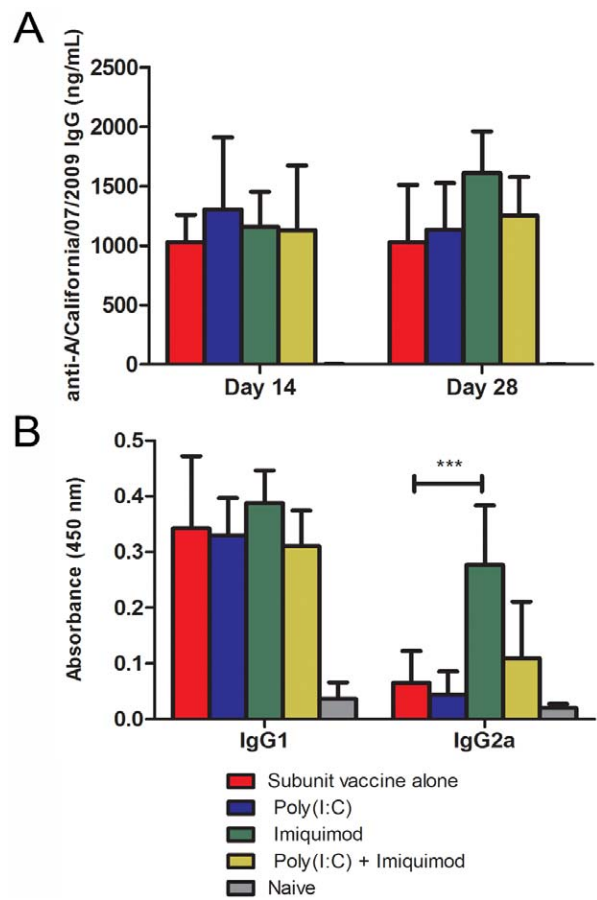 A
anti-A/California/07/2009 IgG (ng/mL)
2500
2000
1500
1000
500
0
Day 14
Day 28
B
Absorbance (450 nm)
0.5
0.4
0.3
0.2
0.1
0.0
***
IgG1
IgG2a
Subunit vaccine alone
Poly(I:C)
Imiquimod
Poly(I:C) + Imiquimod
Naive